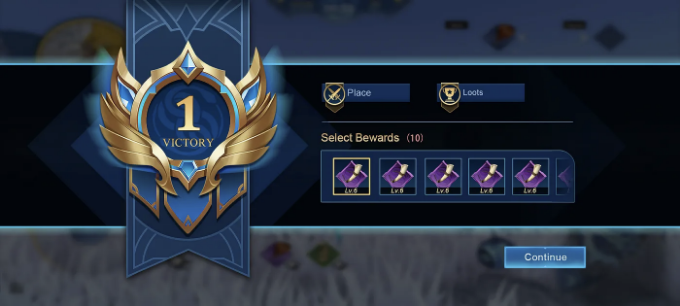 1
VICTORY
Place
Loots
Select Bewards (10)
Lv.6 Lv.6 Lv.6 Lv.6 Lv.6
Continue